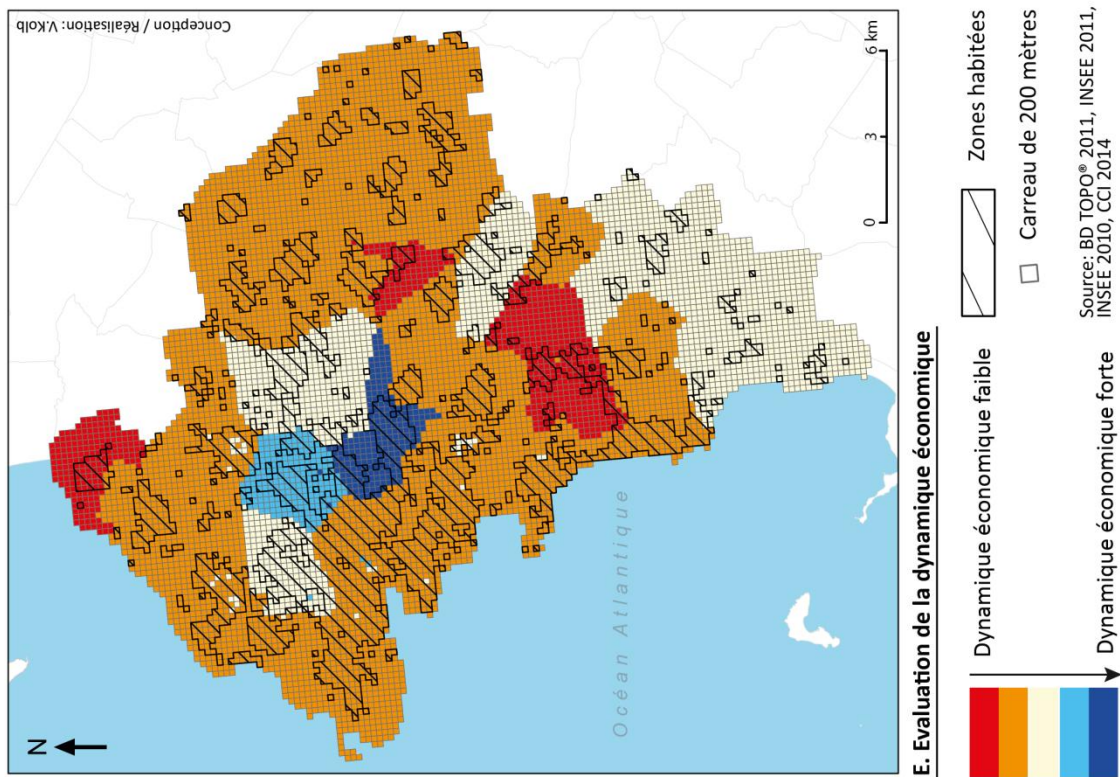 Conception / Réalisation: V.Kolb
N
Océan Atlantique
0 3 6 km
E. Evaluation de la dynamique économique
Dynamique économique faible
Dynamique économique forte
Zones habitées
Carreau de 200 mètres
Source: BD TOPO® 2011, INSEE 2011,
INSEE 2010, CCI 2014